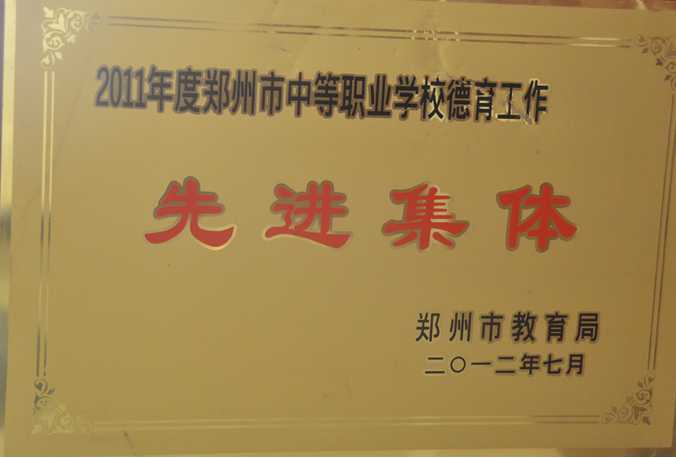 2011年度郑州市中等职业学校德育工作
先进集体
郑州市教育局
二〇一二年七月